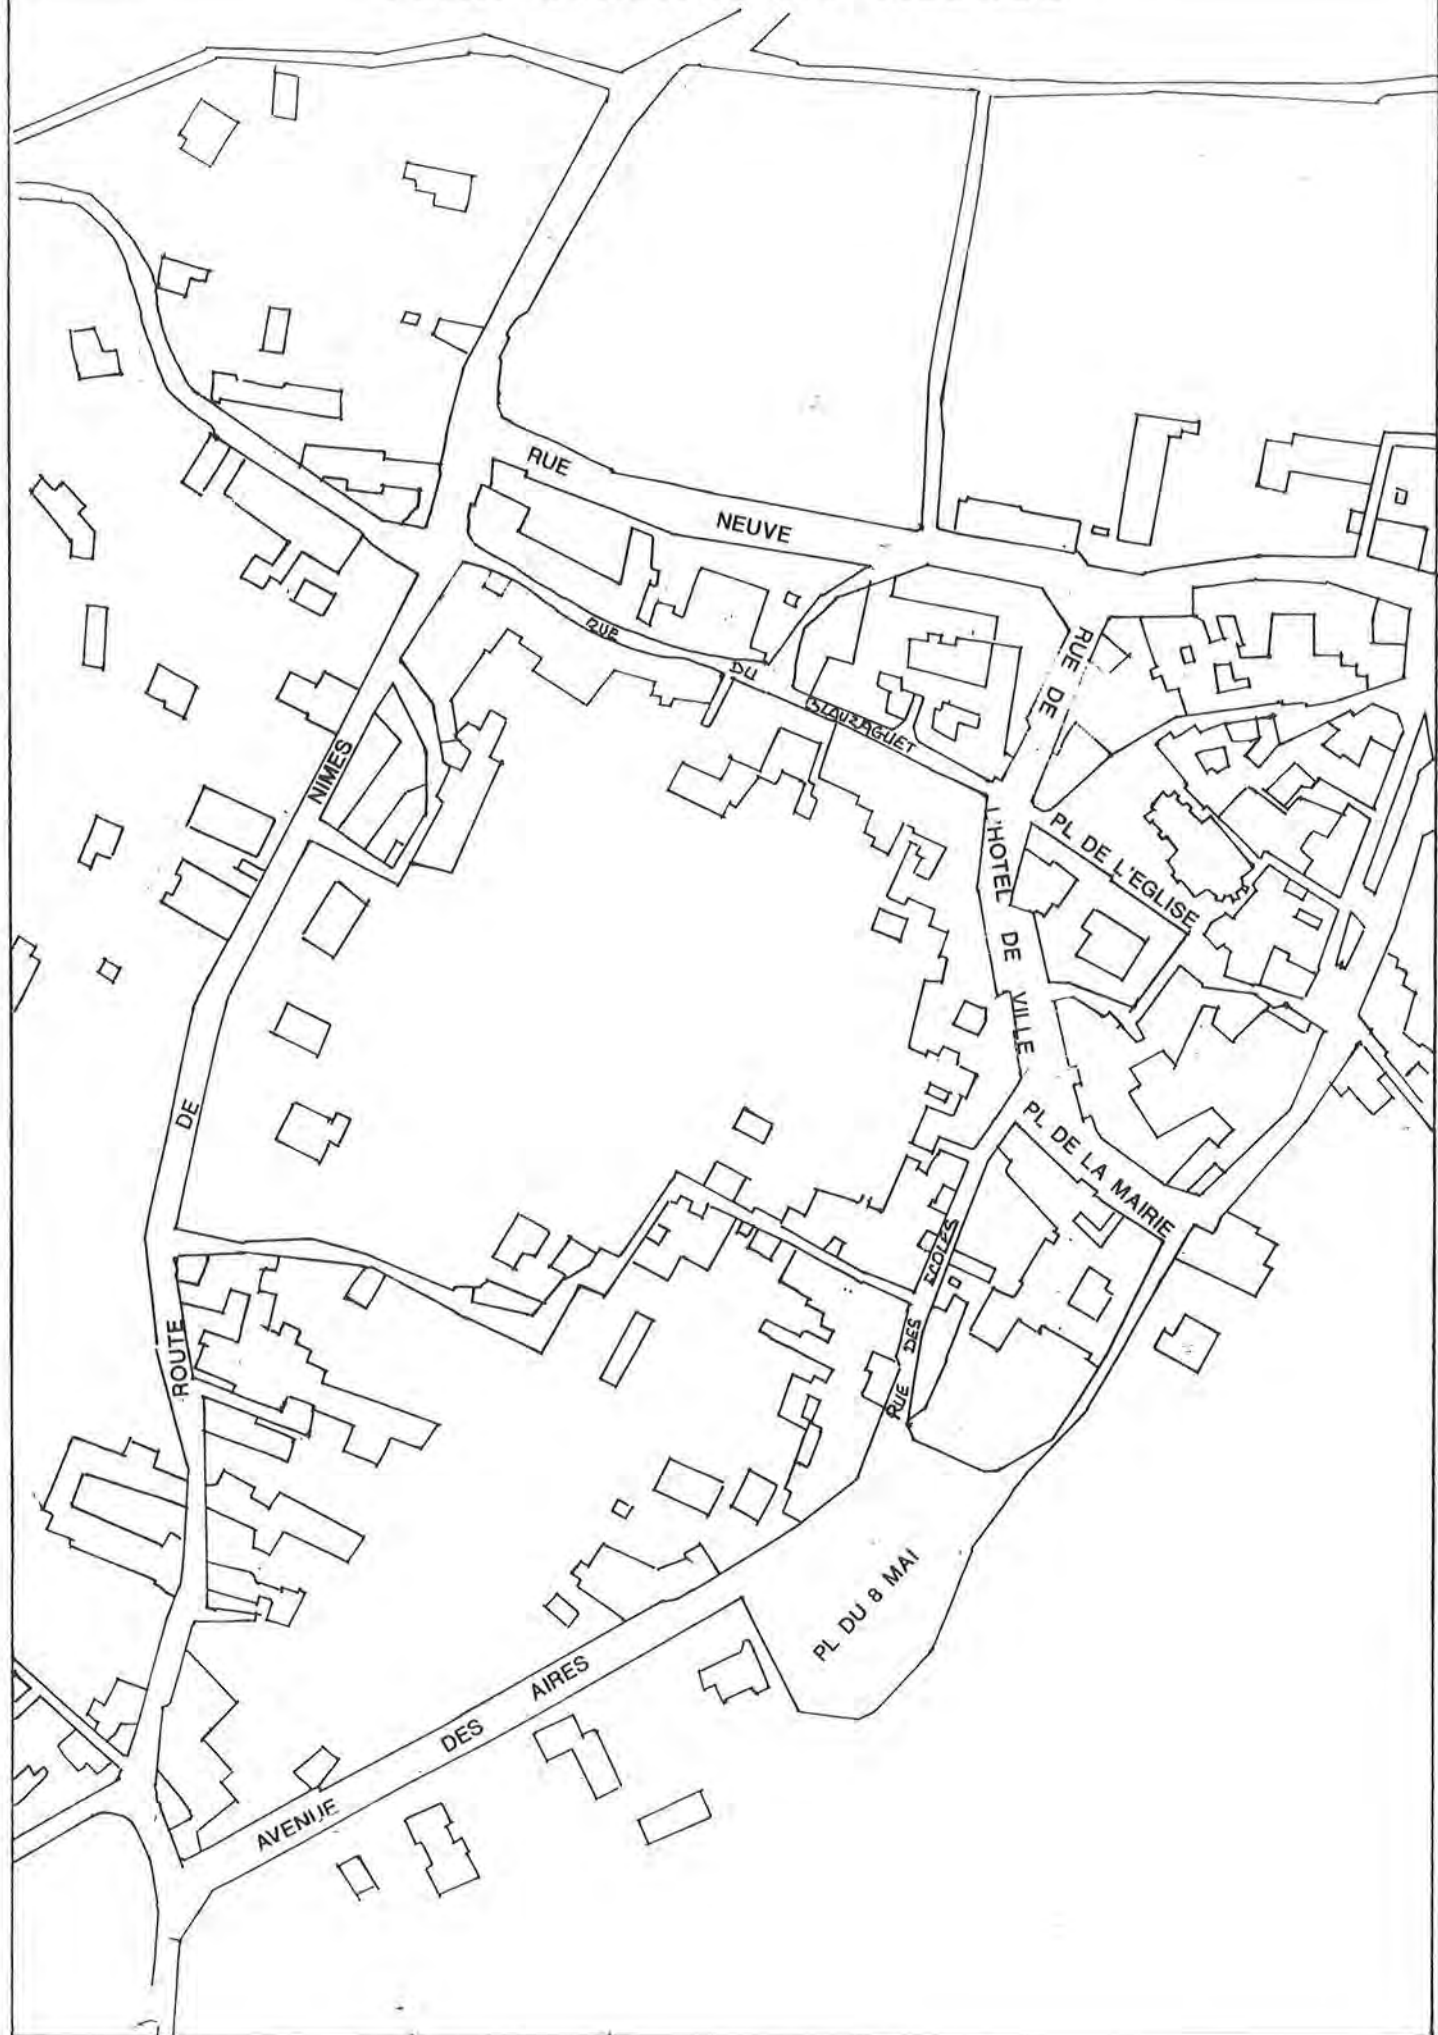 RUE NEUVE
RUE DU BLAUZAGUET
RUE DE L'HOTEL DE VILLE
PL DE L'EGLISE
NIMES
DE
ROUTE
PL. DE LA MAIRIE
RUE DES ECOLES
PL. DU 8 MAI
AVENUE DES AIRES